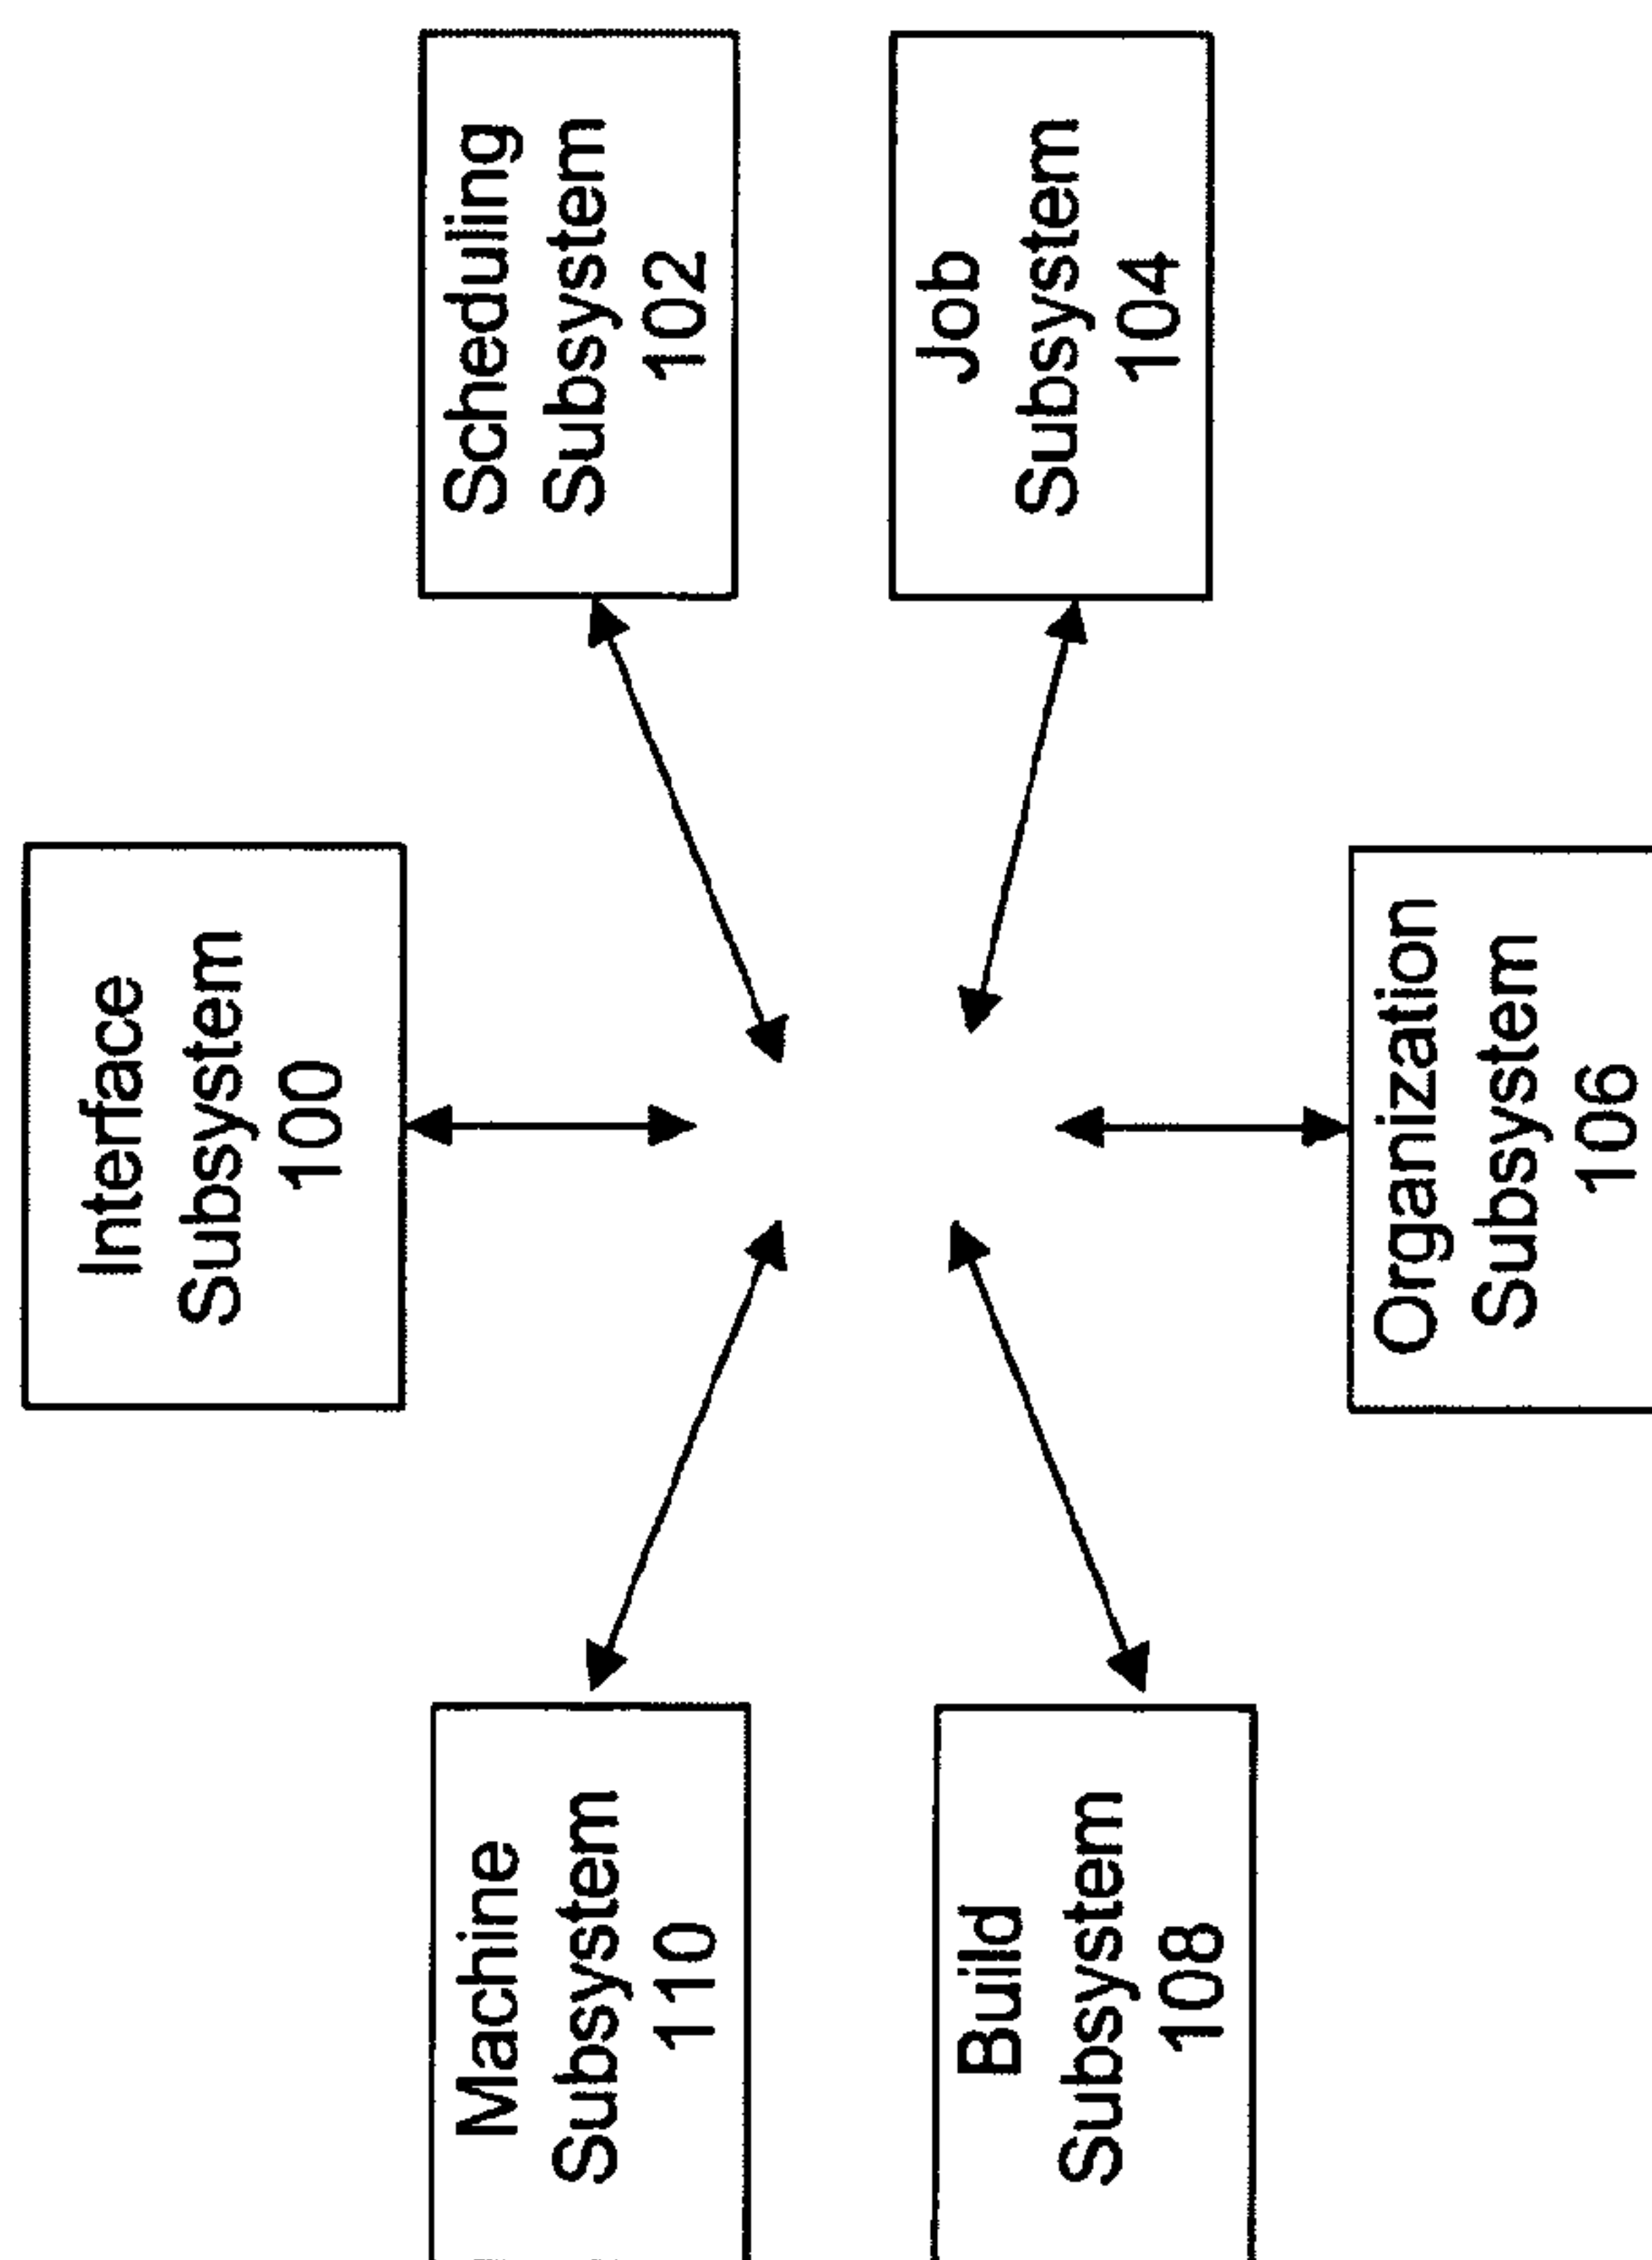 Interface
Subsystem
100
Scheduling
Subsystem
102
Job
Subsystem
104
Organization
Subsystem
106
Build
Subsystem
108
Machine
Subsystem
110